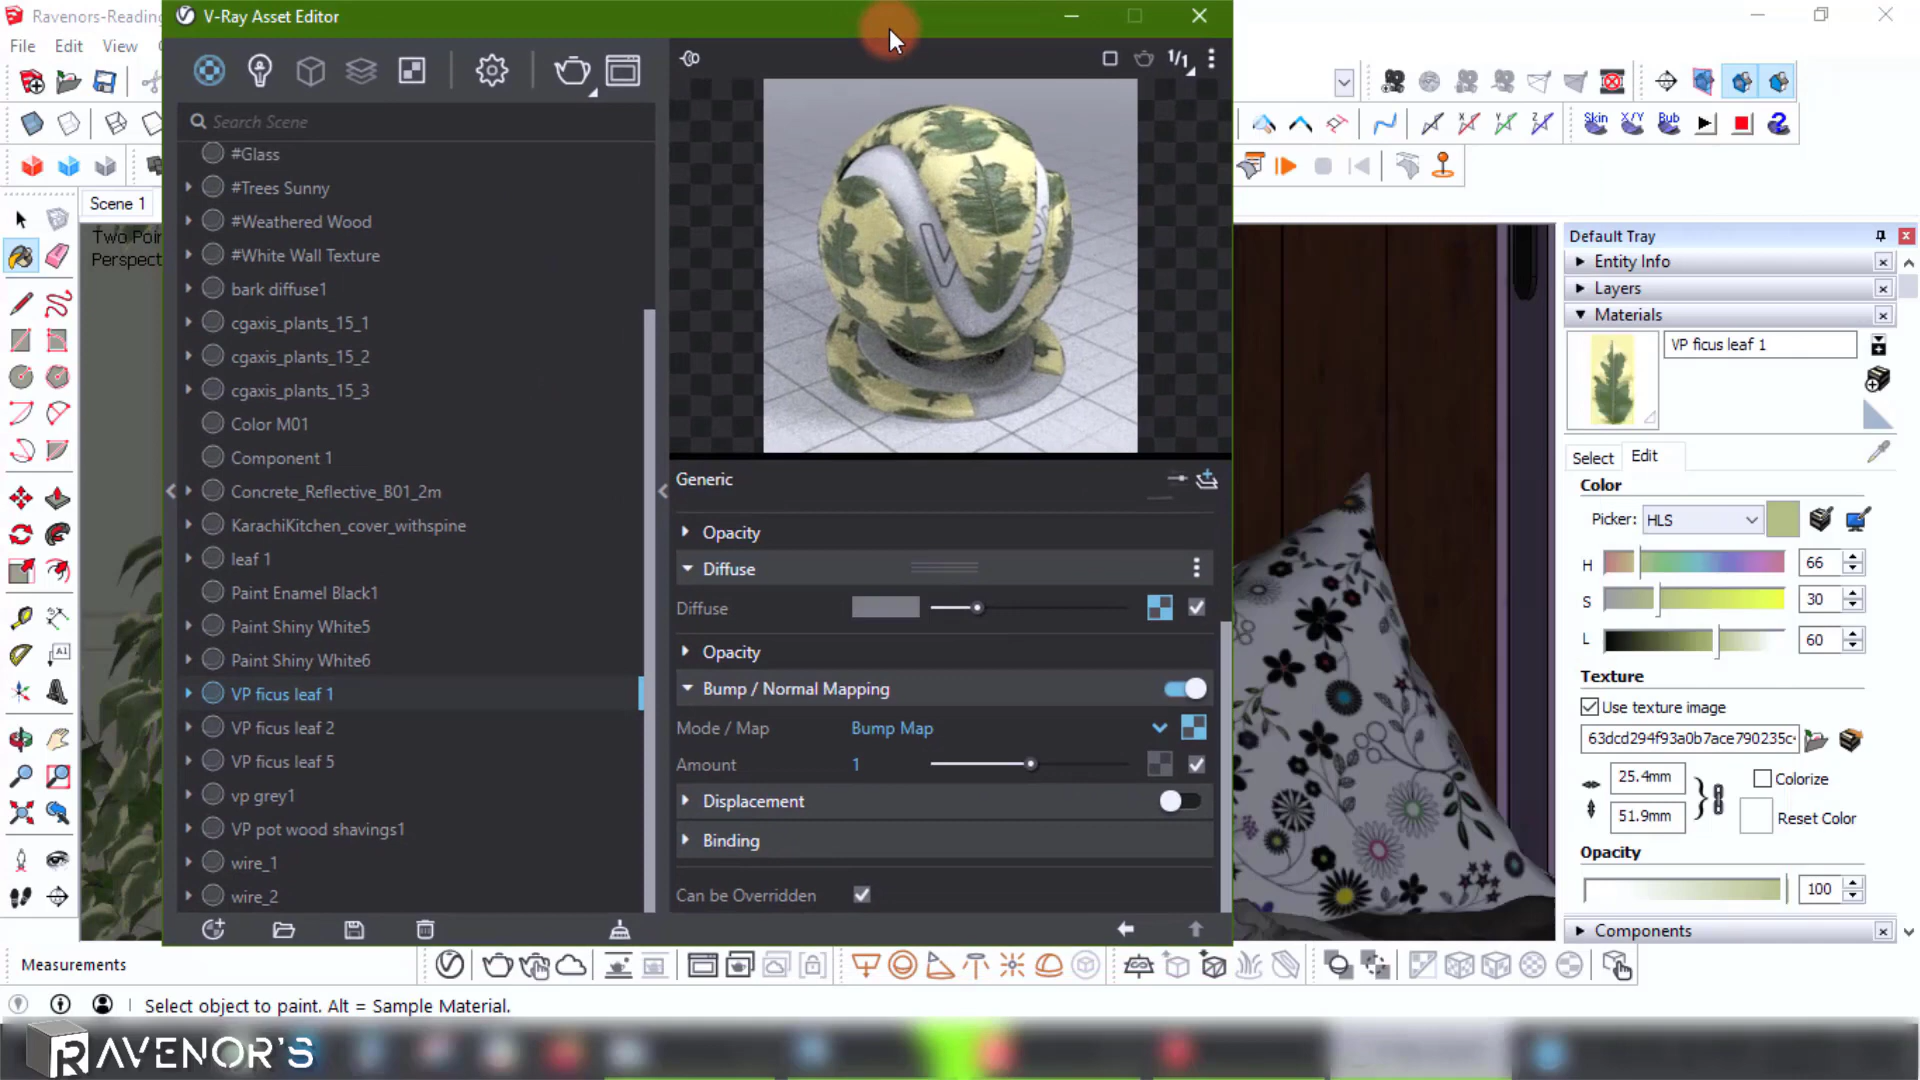 Ravenors-Reading
V-Ray Asset Editor
File Edit View
Search Scene
1/1
Scene 1
Two Poi
Perspect
#Glass
#Trees Sunny
#Weathered Wood
#White Wall Texture
bark diffuse1
cgaxis_plants_15_1
cgaxis_plants_15_2
cgaxis_plants_15_3
Color M01
Component 1
Concrete_Reflective_B01_2m
KarachiKitchen_cover_withspine
leaf 1
Paint Enamel Black1
Paint Shiny White5
Paint Shiny White6
VP ficus leaf 1
VP ficus leaf 2
VP ficus leaf 5
vp grey1
VP pot wood shavings1
wire_1
wire_2
Generic
Opacity
Diffuse
Diffuse
Opacity
Bump / Normal Mapping
Mode / Map Bump Map
Amount 1
Displacement
Binding
Can be Overridden
Skin X/Y Bub
Default Tray
Entity Info
Layers
Materials
VP ficus leaf 1
Select Edit
Color
Picker: HLS
H 66
S 30
L 60
Texture
Use texture image
63dcd294f93a0b7ace790235c
25.4mm Colorize
51.9mm Reset Color
Opacity
100
Components
Measurements
Select object to paint. Alt = Sample Material.
RAVENOR'S